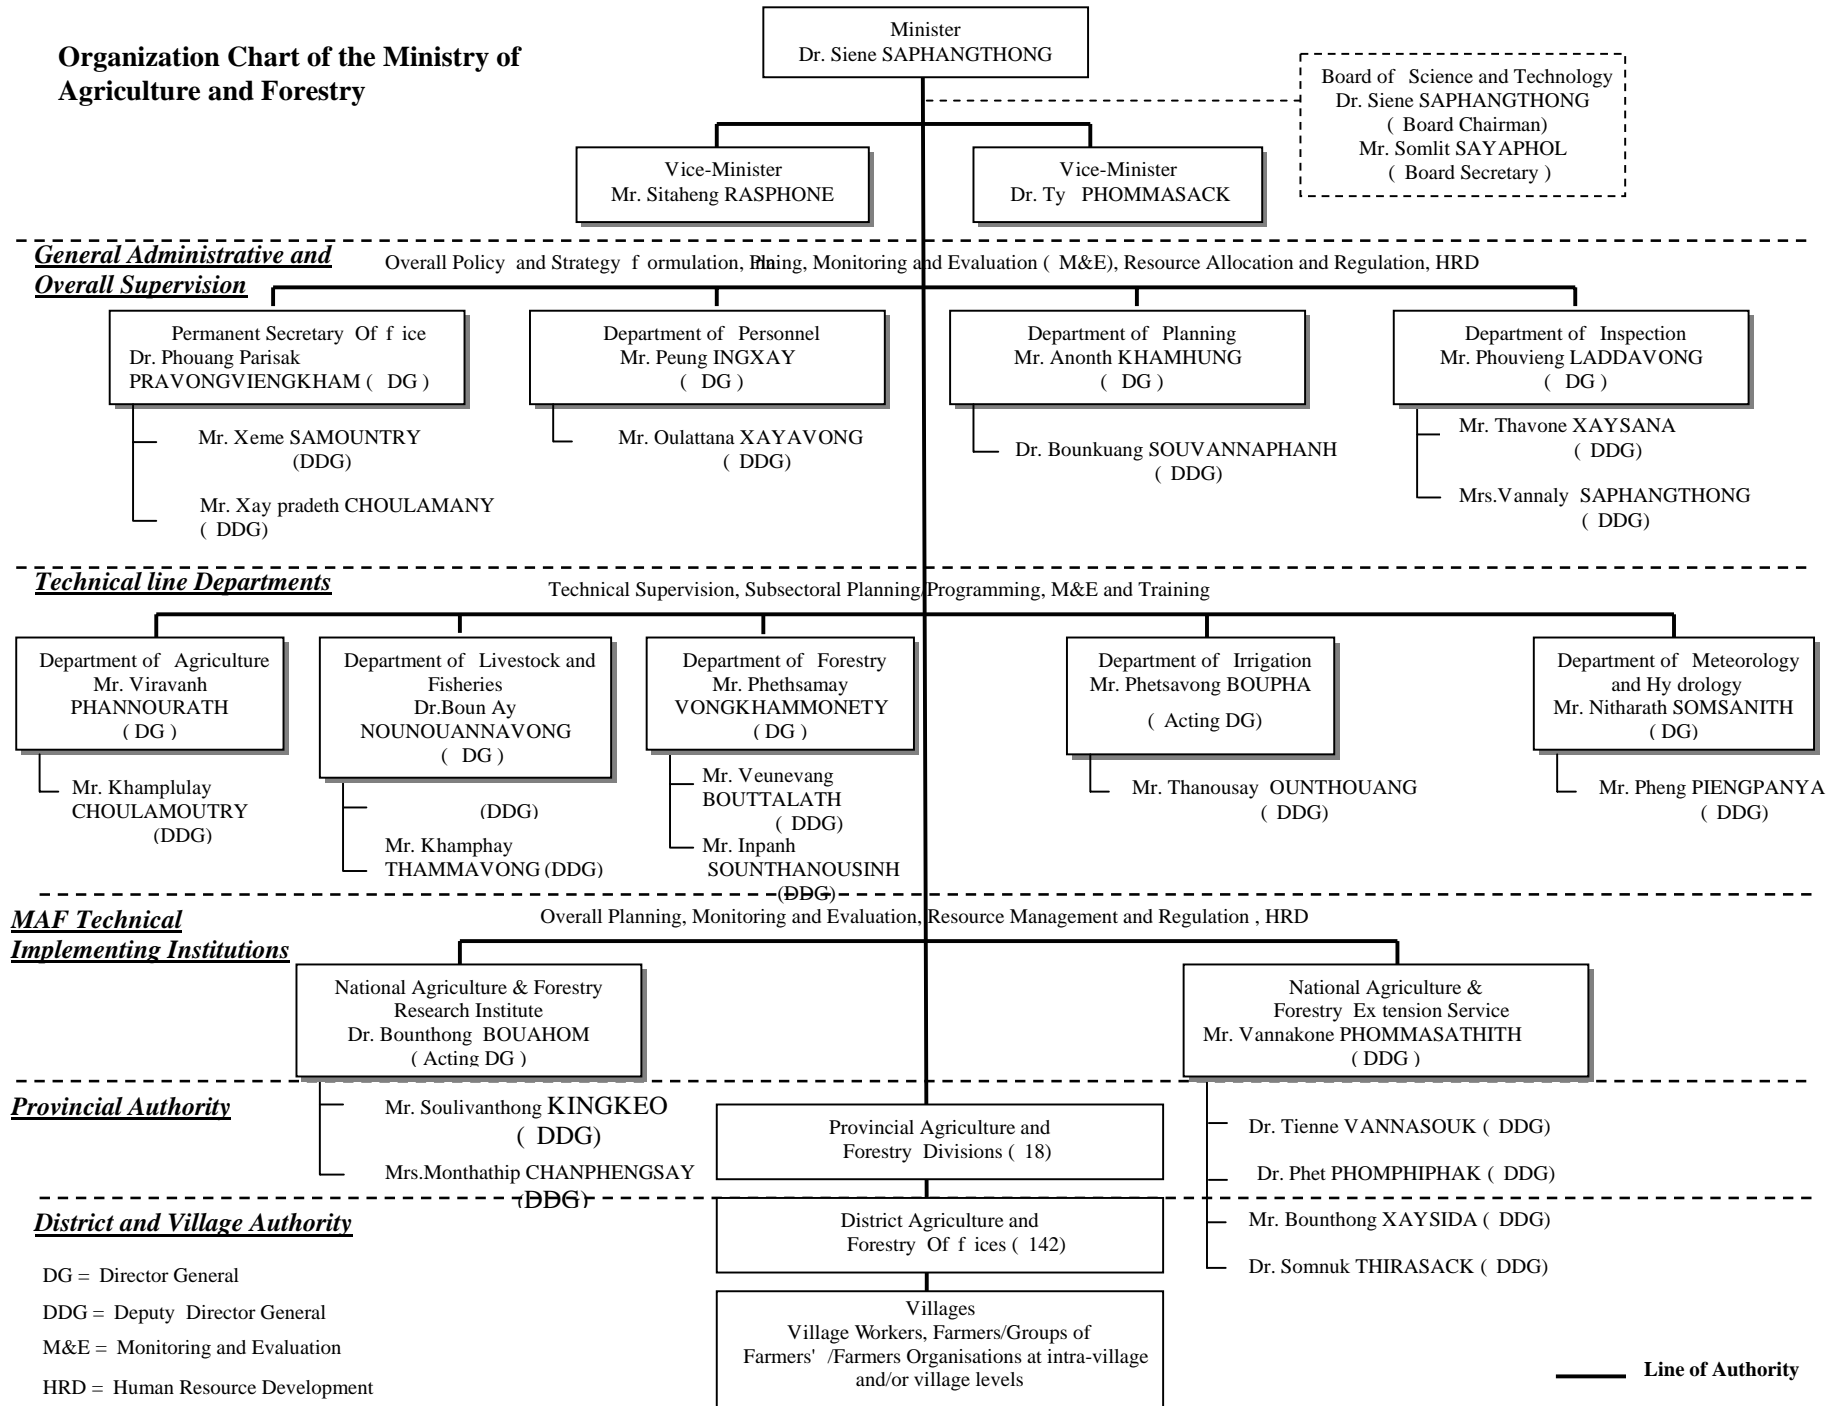 Organization Chart of the Ministry of
Agriculture and Forestry
Minister
Dr. Siene SAPHANGTHONG
Board of Science and Technology
Dr. Siene SAPHANGTHONG
( Board Chairman)
Mr. Somlit SAYAPHOL
( Board Secretary )
Vice-Minister
Mr. Sitaheng RASPHONE
Vice-Minister
Dr. Ty PHOMMASACK
General Administrative and
Overall Supervision
Overall Policy and Strategy f ormulation, Monitoring and Evaluation ( M&E), Resource Allocation and Regulation, HRD
Permanent Secretary Of f ice
Dr. Phouang Parisak
PRAVONGVIENGKHAM ( DG )
Mr. Xeme SAMOUNTRY
(DDG)
Mr. Xay pradeth CHOULAMANY
( DDG)
Department of Personnel
Mr. Peung INGXAY
( DG )
Mr. Oulattana XAYAVONG
( DDG)
Department of Planning
Mr. Anonth KHAMHUNG
( DG )
Dr. Bounkuang SOUVANNAPHANH
( DDG)
Department of Inspection
Mr. Phouvieng LADDAVONG
( DG )
Mr. Thavone XAYSANA
( DDG)
Mrs.Vannaly SAPHANGTHONG
( DDG)
Technical line Departments
Technical Supervision, Subsectoral Planning/Programming, M&E and Training
Department of Agriculture
Mr. Viravanh
PHANNOURATH
( DG )
Mr. Khamplulay
CHOULAMOUTRY
(DDG)
Department of Livestock and
Fisheries
Dr.Boun Ay
NOUNOUANNAVONG
( DG )
(DDG)
Mr. Khamphay
THAMMAVONG (DDG)
Department of Forestry
Mr. Phethsamay
VONGKHAMMONETY
( DG )
Mr. Veunevang
BOUTTALATH
( DDG)
Mr. Inpanh
SOUNTHANOUSINH
(DDG)
Department of Irrigation
Mr. Phetsavong BOUPHA
( Acting DG)
Mr. Thanousay OUNTHOUANG
( DDG)
Department of Meteorology
and Hy drology
Mr. Nitharath SOMSANITH
( DG)
Mr. Pheng PIENGPANYA
( DDG)
MAF Technical
Implementing Institutions
Overall Planning, Monitoring and Evaluation, Resource Management and Regulation , HRD
National Agriculture & Forestry
Research Institute
Dr. Bounthong BOUAHOM
( Acting DG )
Mr. Soulivanthong KINGKEO
( DDG)
Mrs.Monthathip CHANPHENGSAY
(DDG)
National Agriculture &
Forestry Ex tension Service
Mr. Vannakone PHOMMASATHITH
( DDG )
Dr. Tienne VANNASOUK ( DDG)
Dr. Phet PHOMPHIPHAK ( DDG)
Mr. Bounthong XAYSIDA ( DDG)
Dr. Somnuk THIRASACK ( DDG)
Provincial Authority
Provincial Agriculture and
Forestry Divisions ( 18)
District and Village Authority
District Agriculture and
Forestry Of f ices ( 142)
Villages
Village Workers, Farmers/Groups of
Farmers' /Farmers Organisations at intra-village
and/or village levels
DG = Director General
DDG = Deputy Director General
M&E = Monitoring and Evaluation
HRD = Human Resource Development
Line of Authority